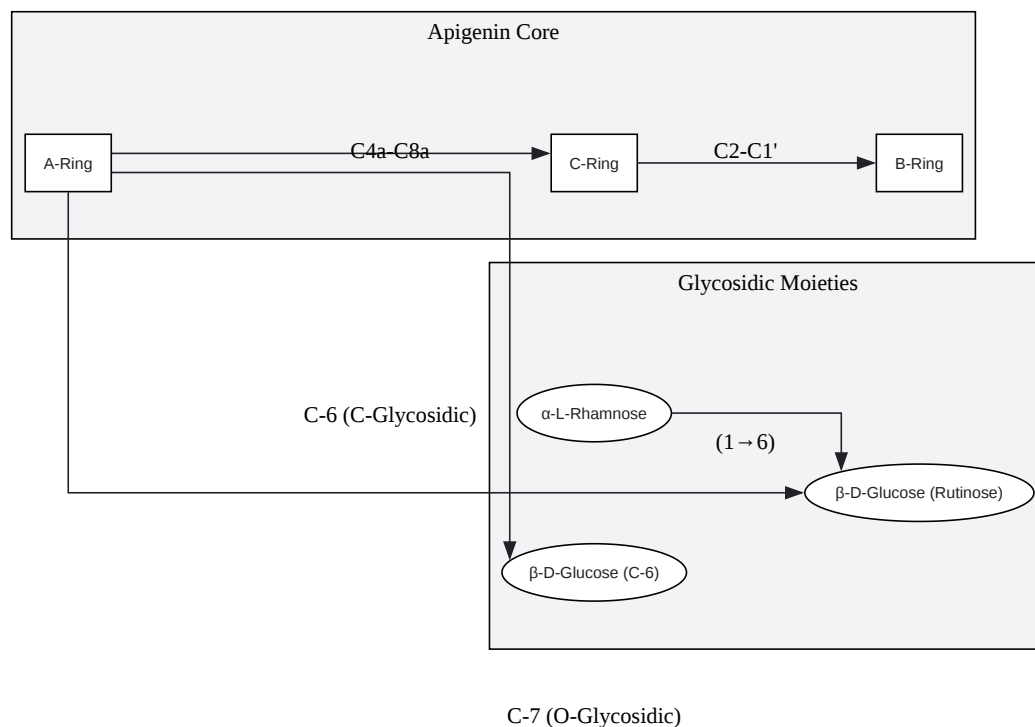 Apigenin Core
A-Ring
C4a-C8a
C-Ring
C2-C1'
B-Ring
Glycosidic Moieties
C-6 (C-Glycosidic)
α-L-Rhamnose
(1→6)
β-D-Glucose (Rutinose)
β-D-Glucose (C-6)
C-7 (O-Glycosidic)